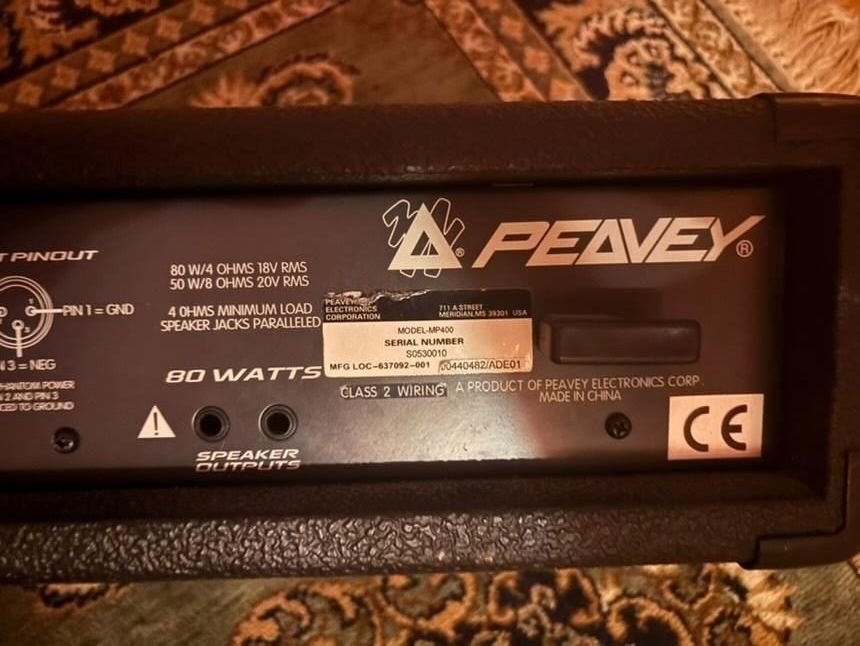 PEAVEY®
T PINOUT
PIN 1 = GND
N 3 = NEG
PHANTOM POWER
N 2 AND PIN 3
CED TO GROUND
80 W/4 OHMS 18V RMS
50 W/8 OHMS 20V RMS
4 OHMS MINIMUM LOAD
SPEAKER JACKS PARALLELED
80 WATTS
SPEAKER
OUTPUTS
PEAVEY
ELECTRONICS
CORPORATION
711 A STREET
MERIDIAN, MS 39301 USA
MODEL-MP400
SERIAL NUMBER
S0530010
MFG LOC-637092-001 00440482/ADE01
CLASS 2 WIRING
A PRODUCT OF PEAVEY ELECTRONICS CORP.
MADE IN CHINA
CE